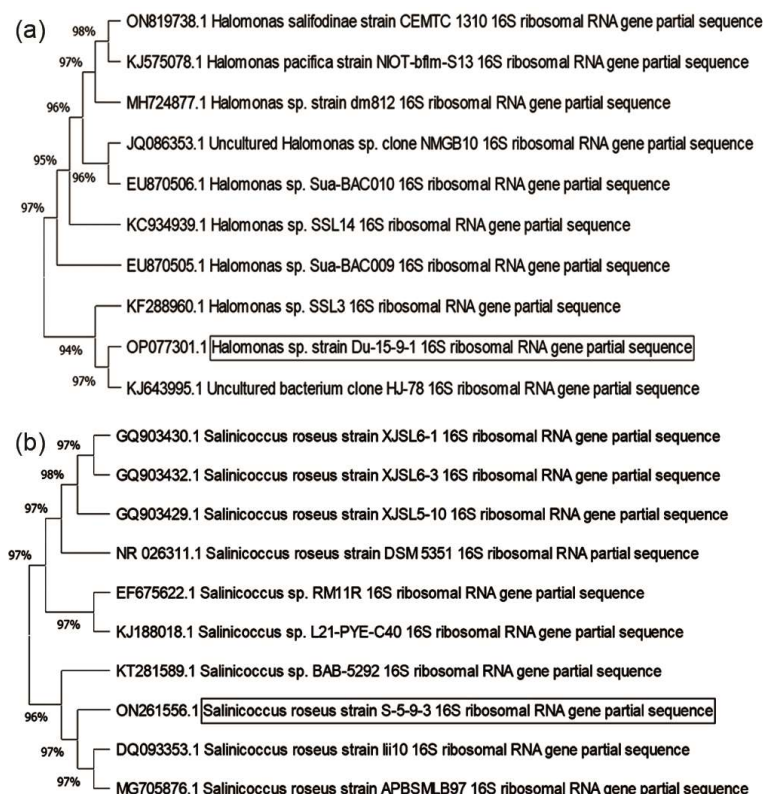 (a)
98%
ON819738.1 Halomonas salifodinae strain CEMTC 1310 16S ribosomal RNA gene partial sequence
97%
KJ575078.1 Halomonas pacifica strain NIOT-bflm-S13 16S ribosomal RNA gene partial sequence
96%
MH724877.1 Halomonas sp. strain dm812 16S ribosomal RNA gene partial sequence
JQ086353.1 Uncultured Halomonas sp. clone NMGB10 16S ribosomal RNA gene partial sequence
95%
96%
EU870506.1 Halomonas sp. Sua-BAC010 16S ribosomal RNA gene partial sequence
97%
KC934939.1 Halomonas sp. SSL14 16S ribosomal RNA gene partial sequence
EU870505.1 Halomonas sp. Sua-BAC009 16S ribosomal RNA gene partial sequence
KF288960.1 Halomonas sp. SSL3 16S ribosomal RNA gene partial sequence
94%
OP077301.1 Halomonas sp. strain Du-15-9-1 16S ribosomal RNA gene partial sequence
97%
KJ643995.1 Uncultured bacterium clone HJ-78 16S ribosomal RNA gene partial sequence
(b)
97%
GQ903430.1 Salinicoccus roseus strain XJSL6-1 16S ribosomal RNA gene partial sequence
98%
GQ903432.1 Salinicoccus roseus strain XJSL6-3 16S ribosomal RNA gene partial sequence
97%
GQ903429.1 Salinicoccus roseus strain XJSL5-10 16S ribosomal RNA gene partial sequence
97%
NR 026311.1 Salinicoccus roseus strain DSM 5351 16S ribosomal RNA partial sequence
EF675622.1 Salinicoccus sp. RM11R 16S ribosomal RNA gene partial sequence
97%
KJ188018.1 Salinicoccus sp. L21-PYE-C40 16S ribosomal RNA gene partial sequence
KT281589.1 Salinicoccus sp. BAB-5292 16S ribosomal RNA gene partial sequence
96%
ON261556.1 Salinicoccus roseus strain S-5-9-3 16S ribosomal RNA gene partial sequence
97%
DQ093353.1 Salinicoccus roseus strain lii10 16S ribosomal RNA gene partial sequence
97%
MG705876.1 Salinicoccus roseus strain APBSMLB97 16S ribosomal RNA gene partial sequence